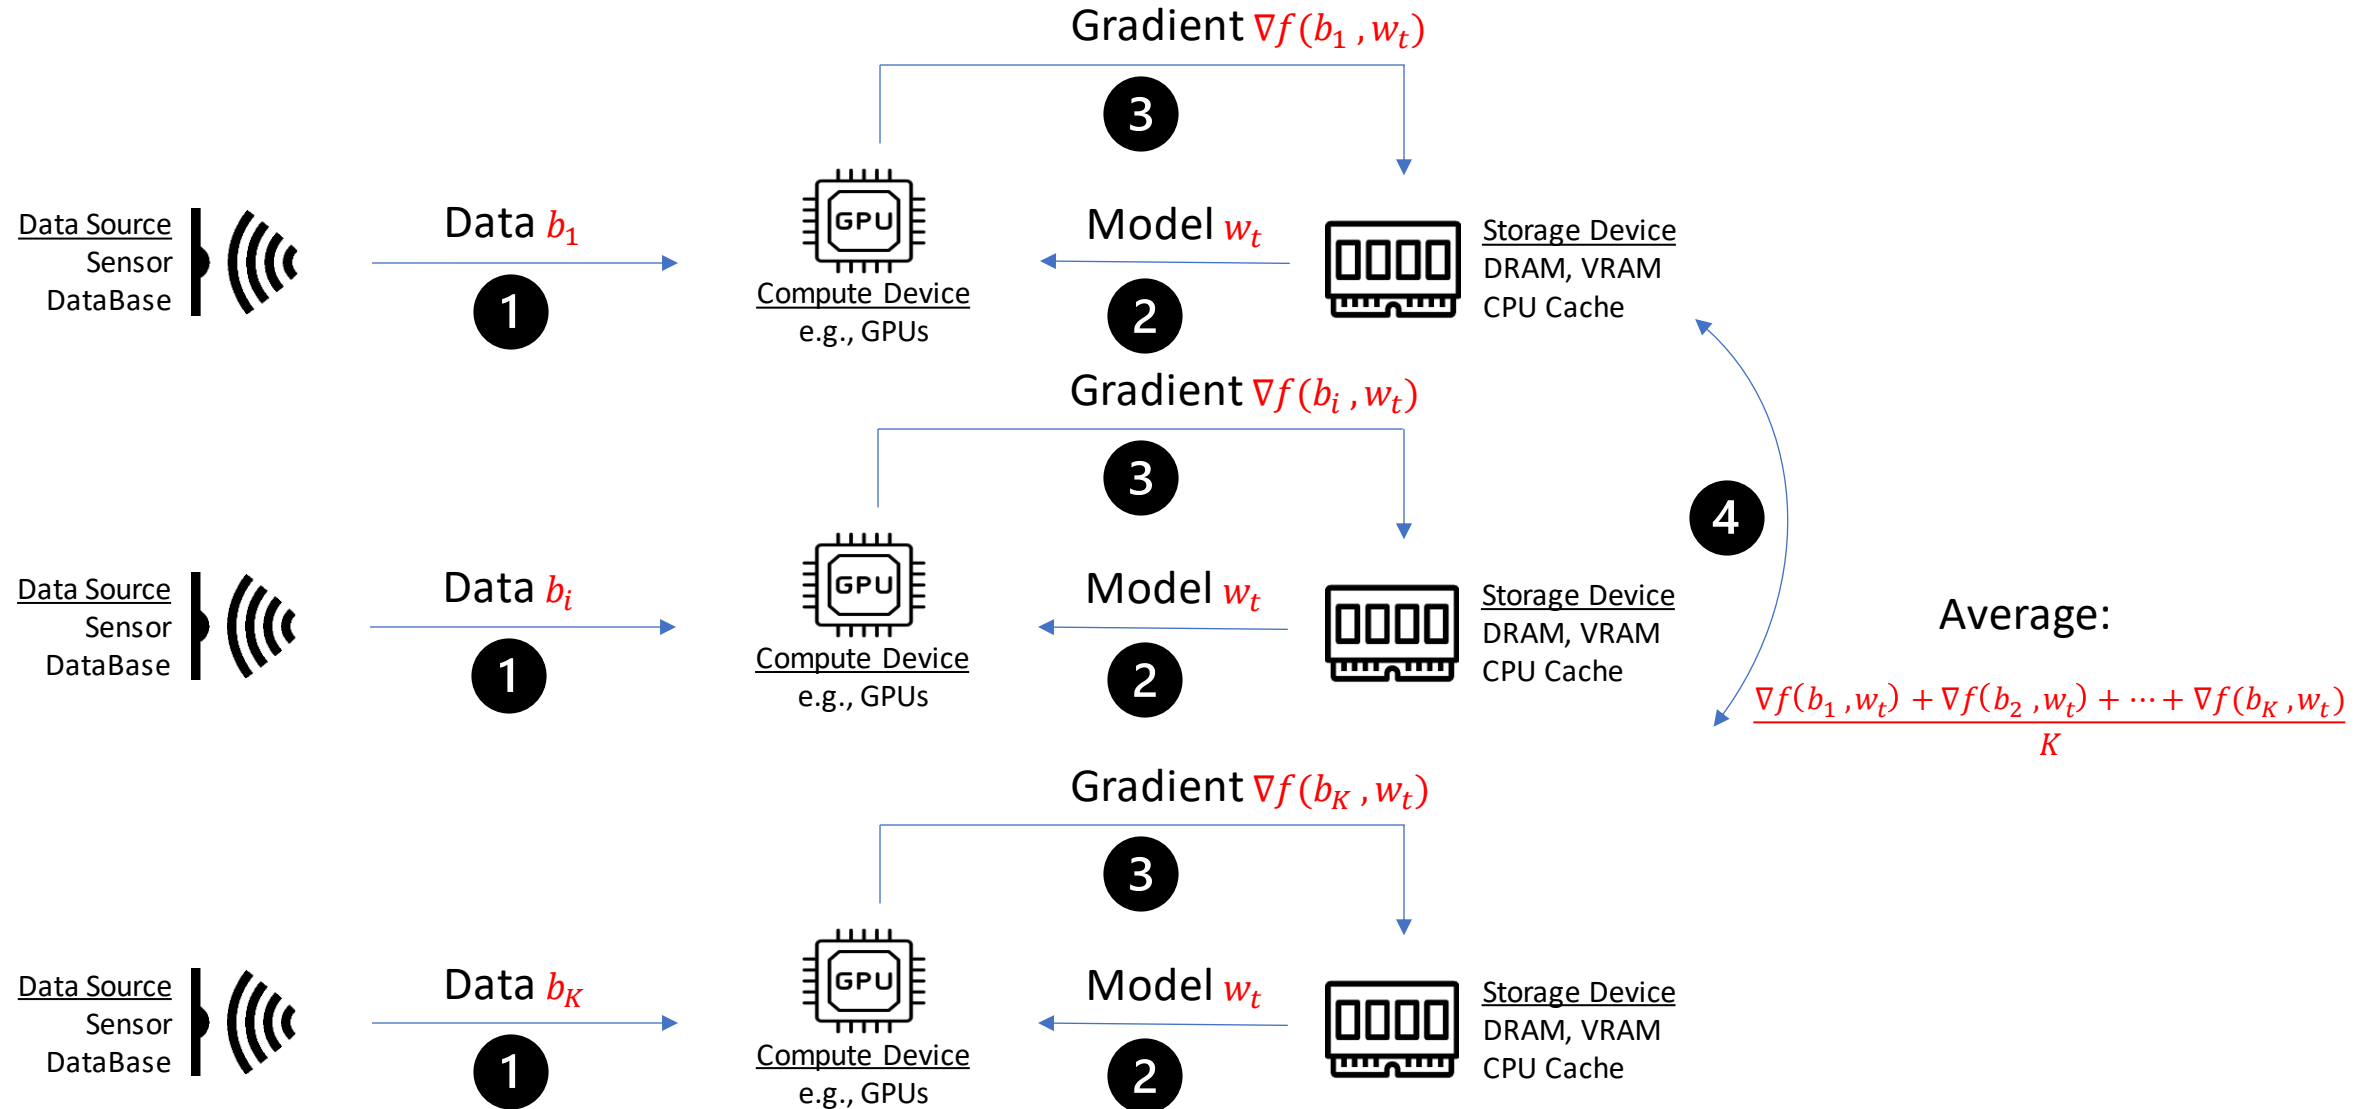 Gradient ∇f(b₁ , wₜ)
3
Data Source
Sensor
DataBase
Data b₁
1
GPU
Compute Device
e.g., GPUs
Model wₜ
2
Storage Device
DRAM, VRAM
CPU Cache
Gradient ∇f(bᵢ , wₜ)
3
4
Data Source
Sensor
DataBase
Data bᵢ
1
GPU
Compute Device
e.g., GPUs
Model wₜ
2
Storage Device
DRAM, VRAM
CPU Cache
Average:
∇f(b₁ ,wₜ) + ∇f(b₂ ,wₜ) + ⋯ + ∇f(b_K ,wₜ)
K
Gradient ∇f(b_K , wₜ)
3
Data Source
Sensor
DataBase
Data b_K
1
GPU
Compute Device
e.g., GPUs
Model wₜ
2
Storage Device
DRAM, VRAM
CPU Cache